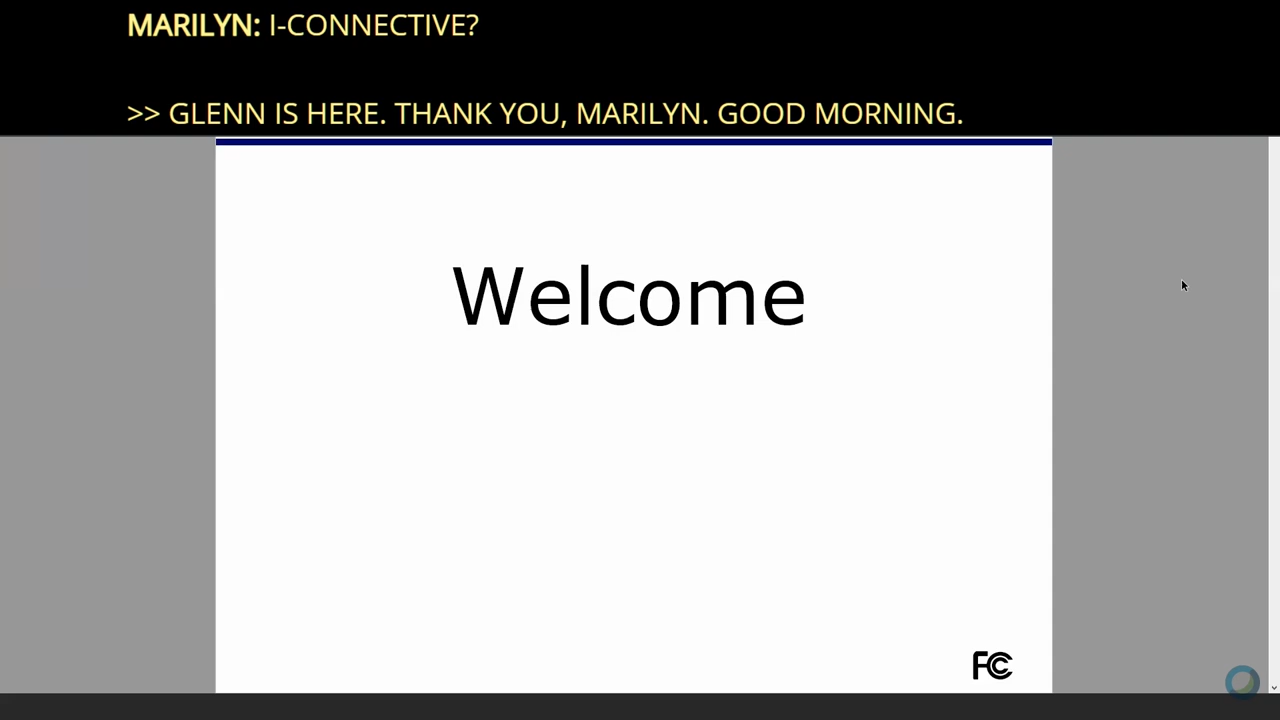 MARILYN: I-CONNECTIVE?
>> GLENN IS HERE. THANK YOU, MARILYN. GOOD MORNING.
Welcome
FCC